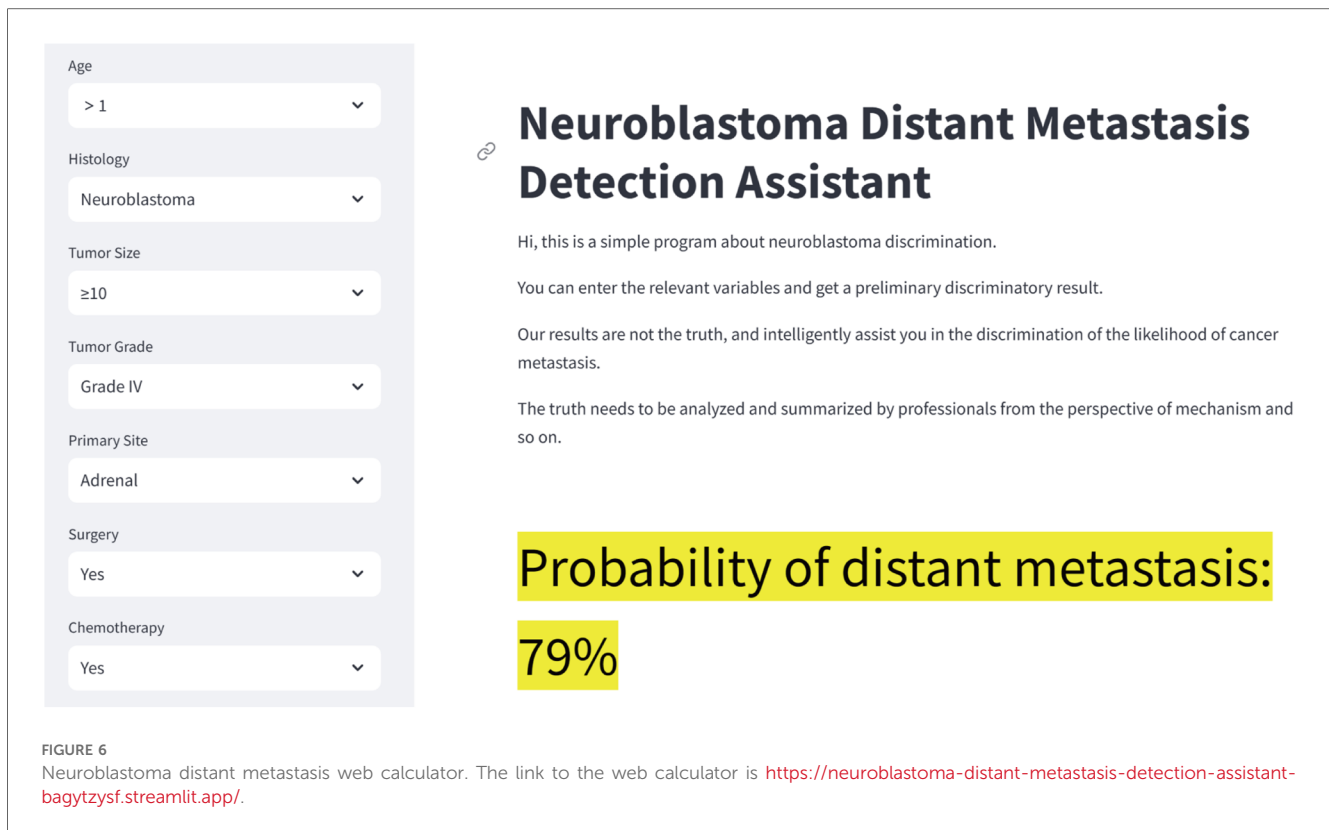 Age
> 1
Histology
Neuroblastoma
Tumor Size
≥10
Tumor Grade
Grade IV
Primary Site
Adrenal
Surgery
Yes
Chemotherapy
Yes
Neuroblastoma Distant Metastasis
Detection Assistant
Hi, this is a simple program about neuroblastoma discrimination.
You can enter the relevant variables and get a preliminary discriminatory result.
Our results are not the truth, and intelligently assist you in the discrimination of the likelihood of cancer
metastasis.
The truth needs to be analyzed and summarized by professionals from the perspective of mechanism and
so on.
Probability of distant metastasis:
79%
FIGURE 6
Neuroblastoma distant metastasis web calculator. The link to the web calculator is https://neuroblastoma-distant-metastasis-detection-assistant-
bagytzysf.streamlit.app/.